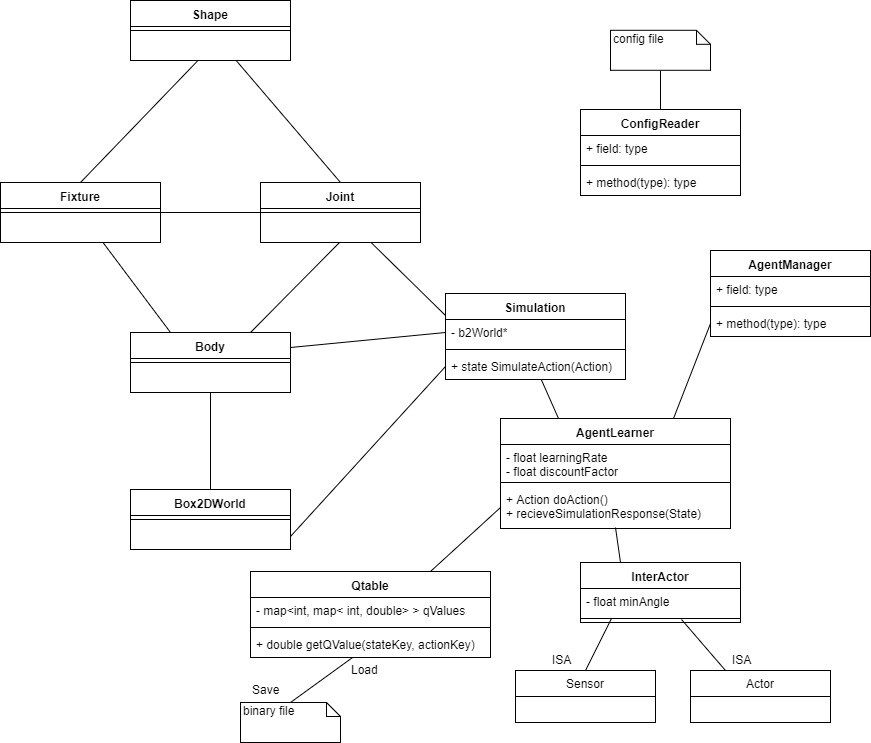 Shape
config file
ConfigReader
+ field: type
+ method(type): type
Fixture
Joint
AgentManager
+ field: type
+ method(type): type
Simulation
- b2World*
+ state SimulateAction(Action)
Body
AgentLearner
- float learningRate
- float discountFactor
+ Action doAction()
+ recieveSimulationResponse(State)
Box2DWorld
Qtable
- map<int, map< int, double> > qValues
+ double getQValue(stateKey, actionKey)
InterActor
- float minAngle
ISA
ISA
Load
Sensor
Actor
Save
binary file